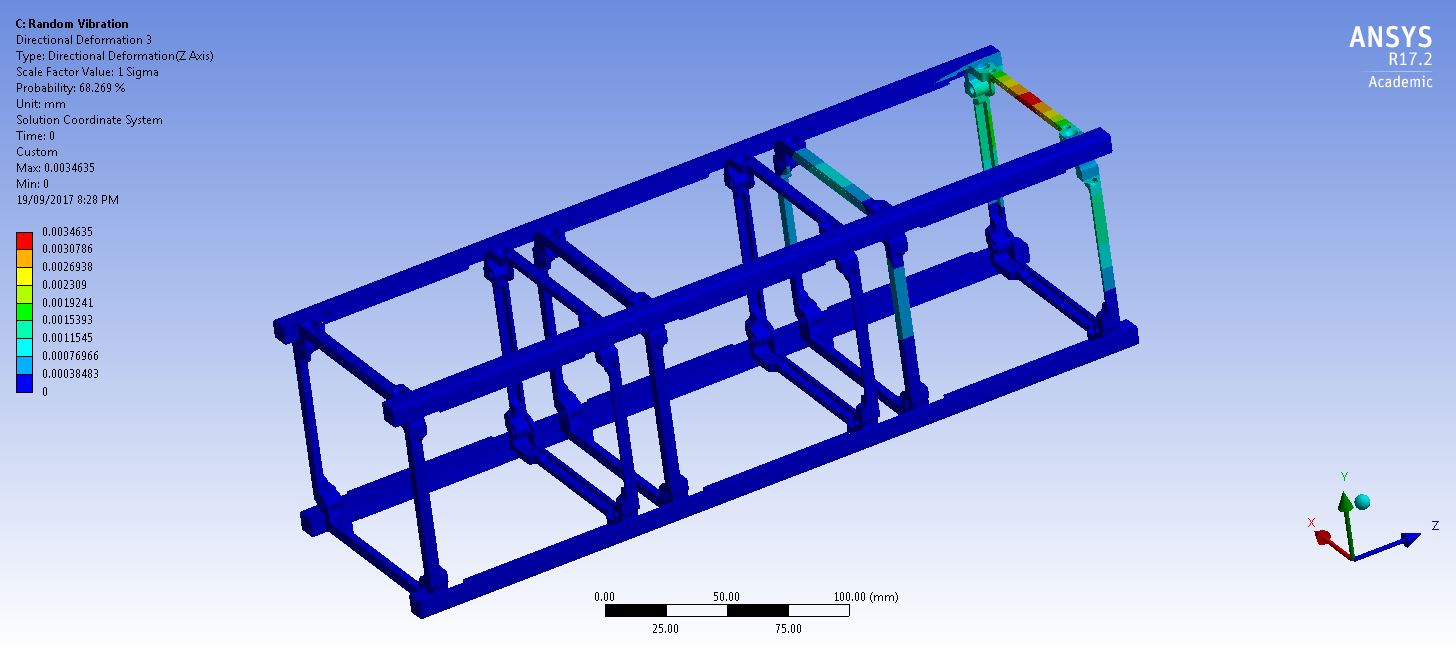 C: Random Vibration
Directional Deformation 3
Type: Directional Deformation(Z Axis)
Scale Factor Value: 1 Sigma
Probability: 68.269 %
Unit: mm
Solution Coordinate System
Time: 0
Custom
Max: 0.0034635
Min: 0
19/09/2017 8:28 PM
ANSYS
R17.2
Academic
0.0034635
0.0030786
0.0026938
0.002309
0.0019241
0.0015393
0.0011545
0.00076966
0.00038483
0
0.00 50.00 100.00 (mm)
25.00 75.00
Y
X
Z